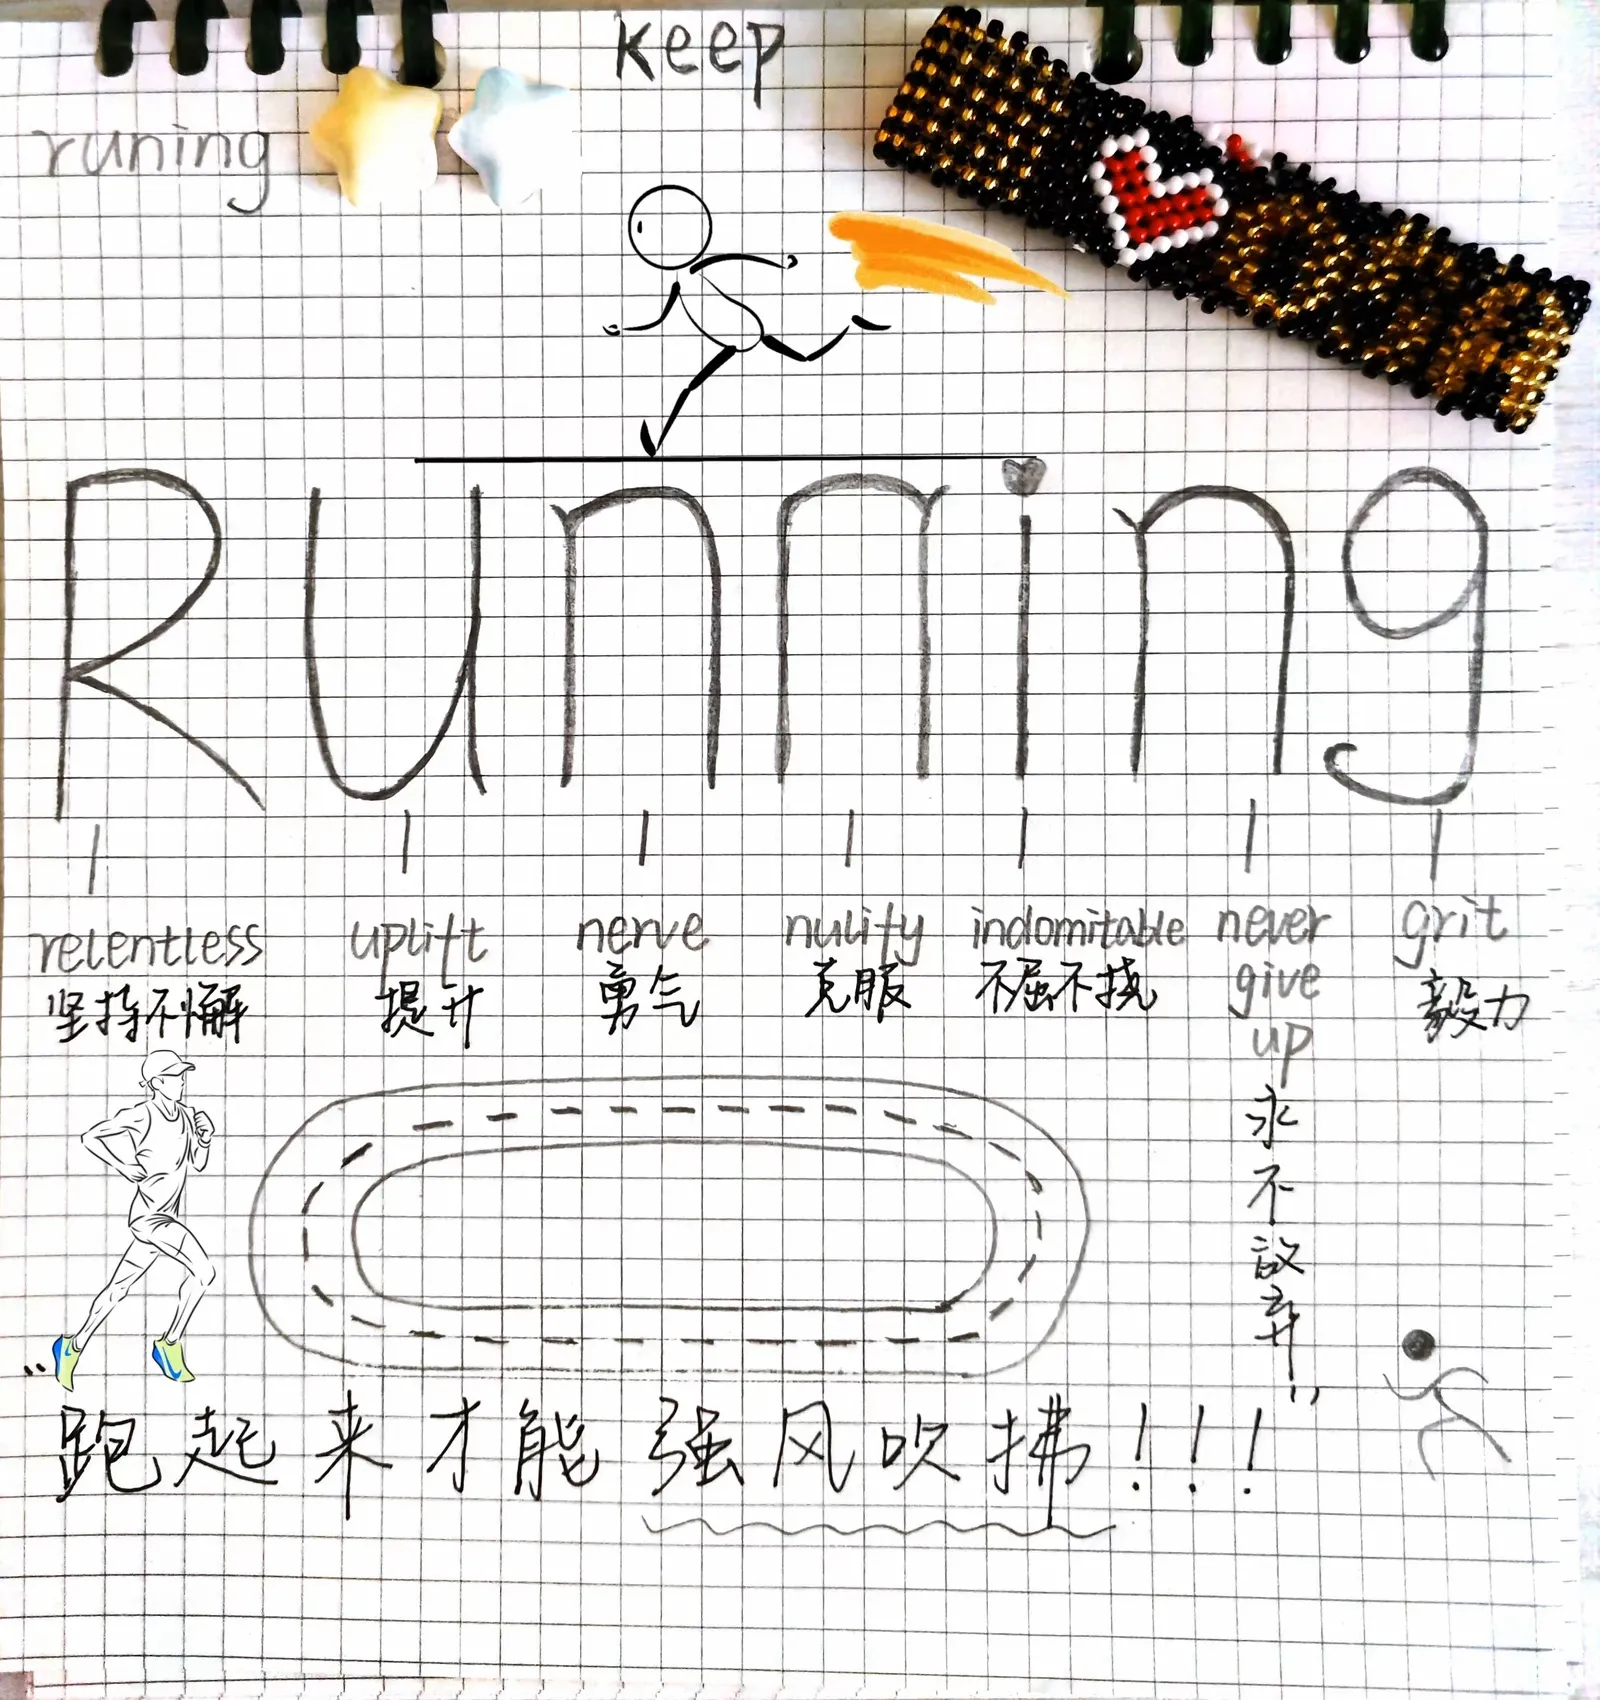 keep
runing
Running
relentless uplift nerve nulify indomitable never give up grit
坚持不懈 提升 勇气 克服 不屈不挠 永不放弃 毅力
跑起来才能强风吹拂!!!